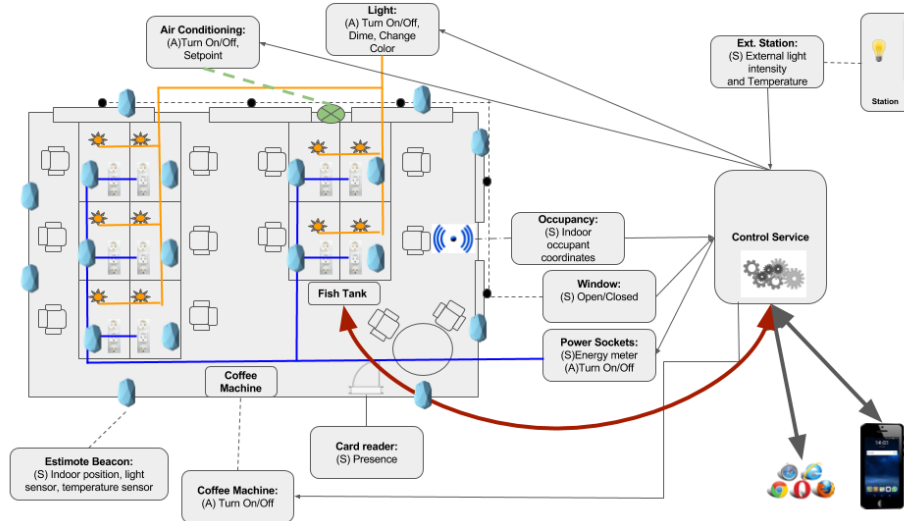 Light:
(A) Turn On/Off,
Dime, Change
Color
Air Conditioning:
(A)Turn On/Off,
Setpoint
Ext. Station:
(S) External light
intensity
and Temperature
Station
Occupancy:
(S) Indoor
occupant
coordinates
Control Service
Window:
(S) Open/Closed
Fish Tank
Power Sockets:
(S)Energy meter
(A)Turn On/Off
Coffee
Machine
Card reader:
(S) Presence
Estimote Beacon:
(S) Indoor position, light
sensor, temperature sensor
Coffee Machine:
(A) Turn On/Off
14:01